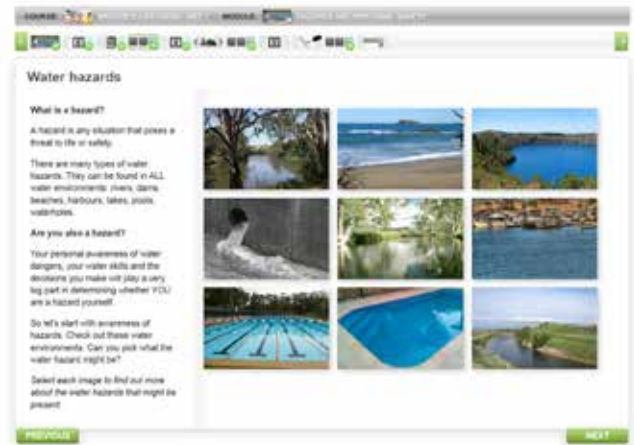 COURSE: MODULE:
Water hazards
What is a hazard?
A hazard is any situation that poses a
threat to life or safety.
There are many types of water
hazards. They can be found in ALL
water environments: rivers, dams,
beaches, harbours, lakes, pools,
waterholes.
Are you also a hazard?
Your personal awareness of water
dangers, your water skills and the
decisions you make will play a very
big part in determining whether YOU
are a hazard yourself.
So let's start with awareness of
hazards. Check out these water
environments. Can you pick what the
water hazard might be?
Select each image to find out more
about the water hazards that might be
present!
PREVIOUS
NEXT